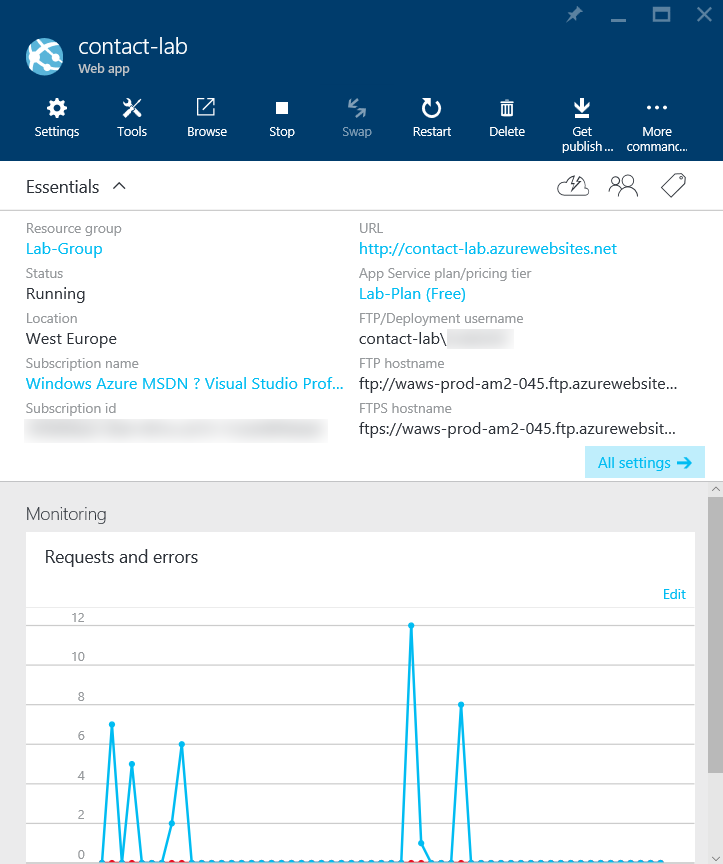 contact-lab
Web app
Settings
Tools
Browse
Stop
Swap
Restart
Delete
Get publish ...
More commanc...
Essentials
Resource group
Lab-Group
URL
http://contact-lab.azurewebsites.net
Status
Running
App Service plan/pricing tier
Lab-Plan (Free)
Location
West Europe
FTP/Deployment username
contact-lab\
Subscription name
Windows Azure MSDN ? Visual Studio Prof...
FTP hostname
ftp://waws-prod-am2-045.ftp.azurewebsite...
Subscription id
FTPS hostname
ftps://waws-prod-am2-045.ftp.azurewebsit...
All settings
Monitoring
Requests and errors
Edit
12
10
8
6
4
2
0